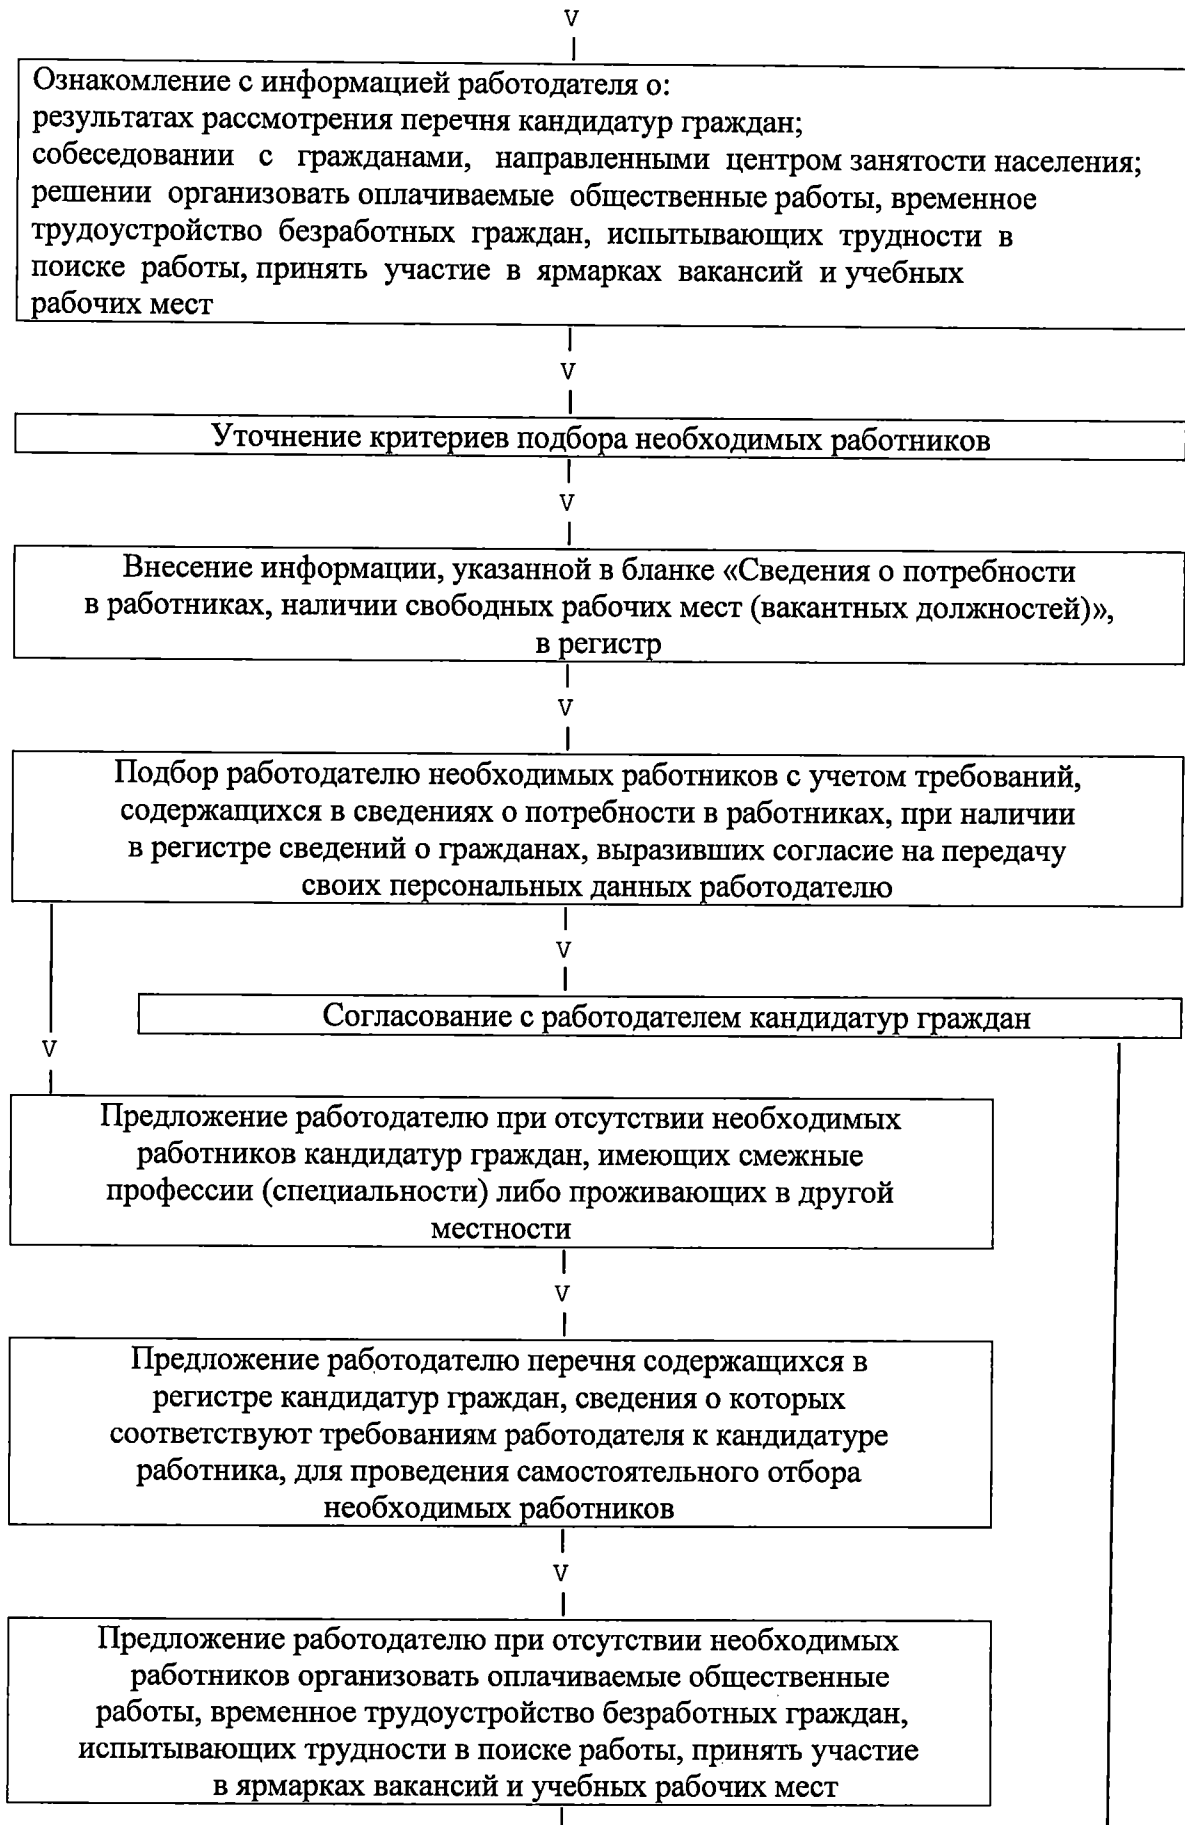 V
Ознакомление с информацией работодателя о:
результатах рассмотрения перечня кандидатур граждан;
собеседовании с гражданами, направленными центром занятости населения;
решении организовать оплачиваемые общественные работы, временное
трудоустройство безработных граждан, испытывающих трудности в
поиске работы, принять участие в ярмарках вакансий и учебных
рабочих мест
V
Уточнение критериев подбора необходимых работников
V
Внесение информации, указанной в бланке «Сведения о потребности
в работниках, наличии свободных рабочих мест (вакантных должностей)»,
в регистр
V
Подбор работодателю необходимых работников с учетом требований,
содержащихся в сведениях о потребности в работниках, при наличии
в регистре сведений о гражданах, выразивших согласие на передачу
своих персональных данных работодателю
V
Согласование с работодателем кандидатур граждан
V
Предложение работодателю при отсутствии необходимых
работников кандидатур граждан, имеющих смежные
профессии (специальности) либо проживающих в другой
местности
V
Предложение работодателю перечня содержащихся в
регистре кандидатур граждан, сведения о которых
соответствуют требованиям работодателя к кандидатуре
работника, для проведения самостоятельного отбора
необходимых работников
V
Предложение работодателю при отсутствии необходимых
работников организовать оплачиваемые общественные
работы, временное трудоустройство безработных граждан,
испытывающих трудности в поиске работы, принять участие
в ярмарках вакансий и учебных рабочих мест